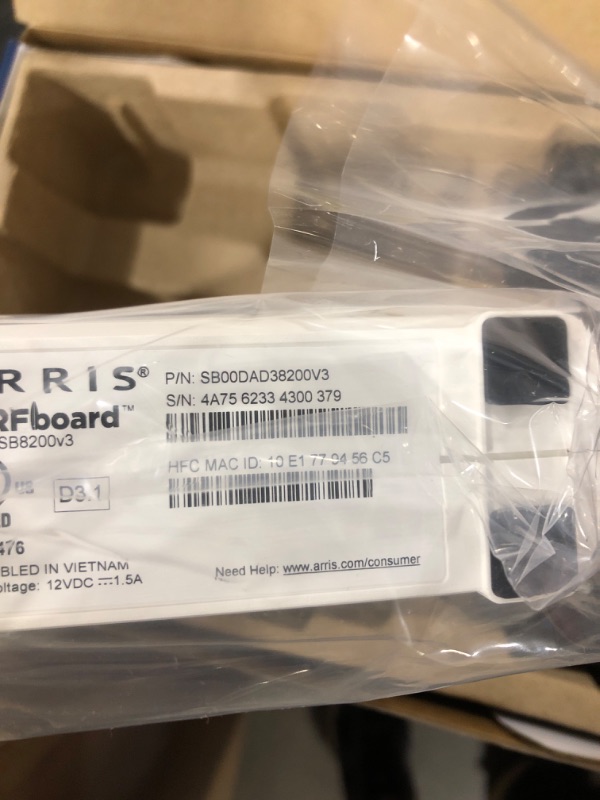 RRIS®
RFboard™
SB8200v3
US
D3.1
D
476
BLED IN VIETNAM
oltage: 12VDC⎓1.5A
P/N: SB00DAD38200V3
S/N: 4A75 6233 4300 379
HFC MAC ID: 10 E1 77 94 56 C5
Need Help: www.arris.com/consumer